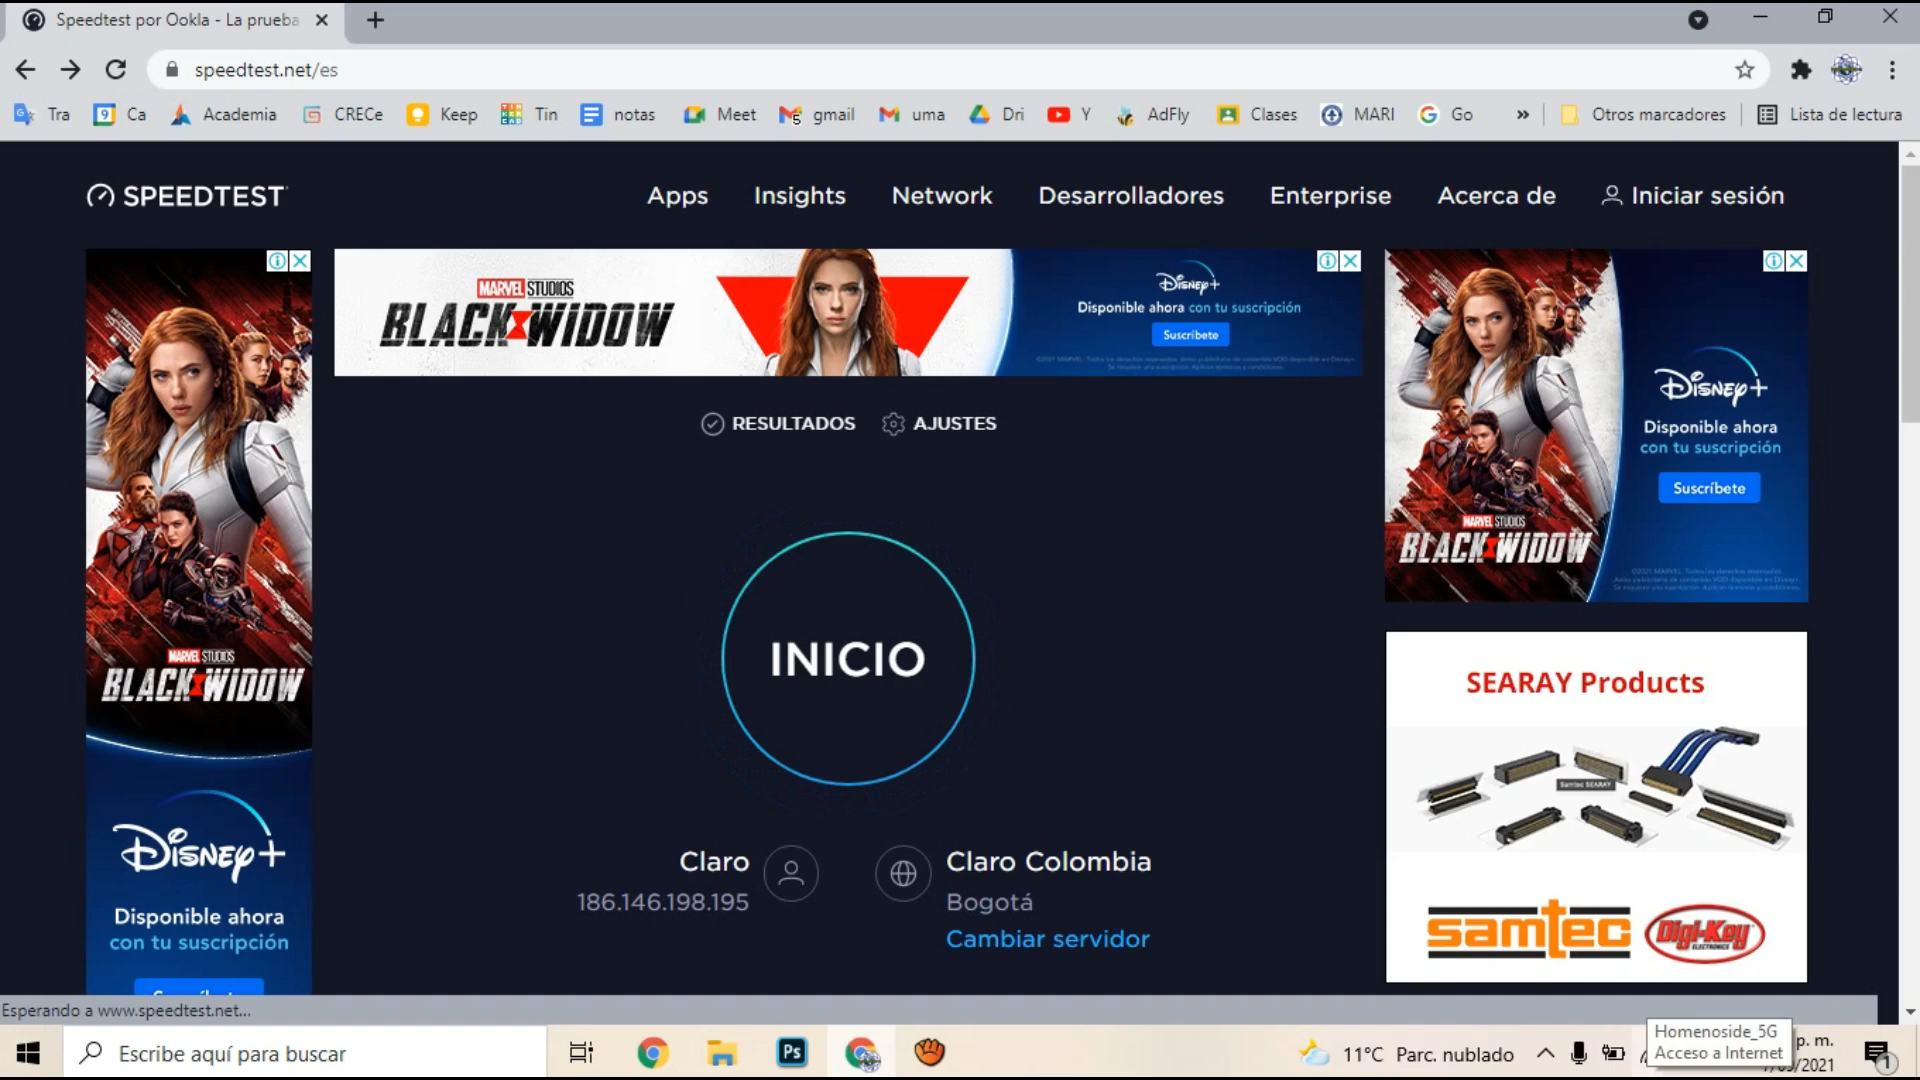 Speedtest por Ookla - La prueba
speedtest.net/es
Tra
Ca
Academia
CRECe
Keep
Tin
notas
Meet
gmail
uma
Dri
Y
AdFly
Clases
MARI
Go
»
Otros marcadores
Lista de lectura
SPEEDTEST
Apps
Insights
Network
Desarrolladores
Enterprise
Acerca de
Iniciar sesión
MARVEL STUDIOS
BLACK WIDOW
Disney+
Disponible ahora con tu suscripción
Suscríbete
RESULTADOS
AJUSTES
Disney+
Disponible ahora
con tu suscripción
Suscríbete
MARVEL STUDIOS
BLACK WIDOW
INICIO
MARVEL STUDIOS
BLACK WIDOW
Disney+
Disponible ahora
con tu suscripción
SEARAY Products
Samtec SEARAY
samtec
Digi-Key
ELECTRONICS
Claro
186.146.198.195
Claro Colombia
Bogotá
Cambiar servidor
Esperando a www.speedtest.net...
Escribe aquí para buscar
Ps
11°C Parc. nublado
Homenoside_5G
Acceso a Internet
p. m.
/2021
1